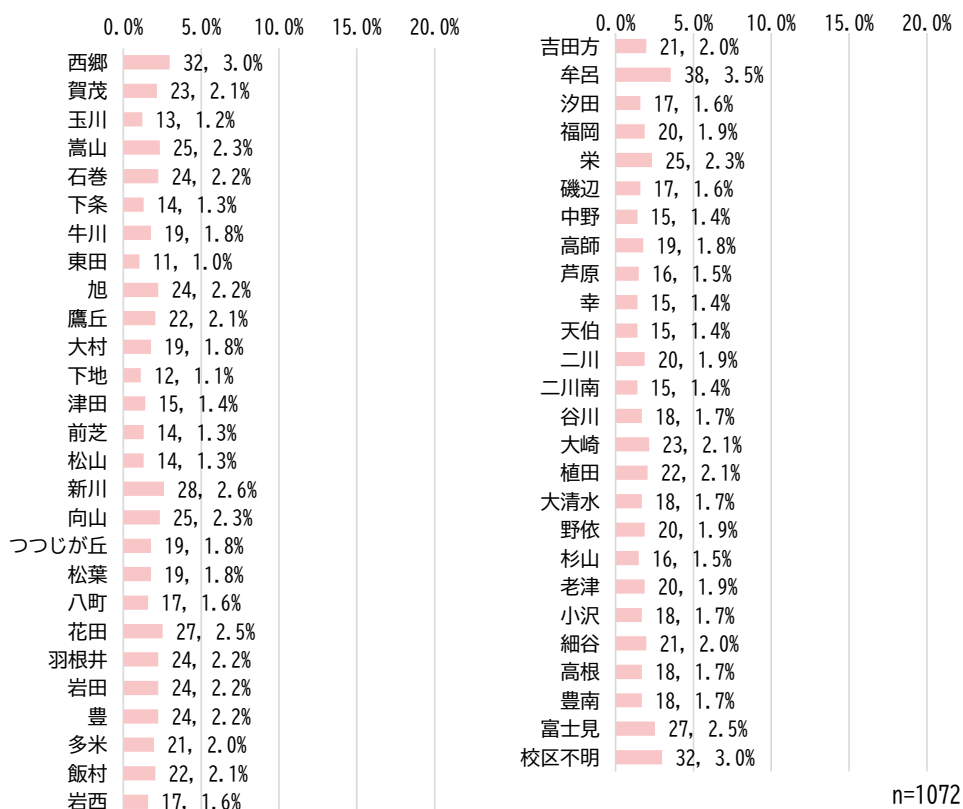 0.0% 5.0% 10.0% 15.0% 20.0%
西郷 32, 3.0%
賀茂 23, 2.1%
玉川 13, 1.2%
嵩山 25, 2.3%
石巻 24, 2.2%
下条 14, 1.3%
牛川 19, 1.8%
東田 11, 1.0%
旭 24, 2.2%
鷹丘 22, 2.1%
大村 19, 1.8%
下地 12, 1.1%
津田 15, 1.4%
前芝 14, 1.3%
松山 14, 1.3%
新川 28, 2.6%
向山 25, 2.3%
つつじが丘 19, 1.8%
松葉 19, 1.8%
八町 17, 1.6%
花田 27, 2.5%
羽根井 24, 2.2%
岩田 24, 2.2%
豊 24, 2.2%
多米 21, 2.0%
飯村 22, 2.1%
岩西 17, 1.6%
0.0% 5.0% 10.0% 15.0% 20.0%
吉田方 21, 2.0%
牟呂 38, 3.5%
汐田 17, 1.6%
福岡 20, 1.9%
栄 25, 2.3%
磯辺 17, 1.6%
中野 15, 1.4%
高師 19, 1.8%
芦原 16, 1.5%
幸 15, 1.4%
天伯 15, 1.4%
二川 20, 1.9%
二川南 15, 1.4%
谷川 18, 1.7%
大崎 23, 2.1%
植田 22, 2.1%
大清水 18, 1.7%
野依 20, 1.9%
杉山 16, 1.5%
老津 20, 1.9%
小沢 18, 1.7%
細谷 21, 2.0%
高根 18, 1.7%
豊南 18, 1.7%
富士見 27, 2.5%
校区不明 32, 3.0%
n=1072